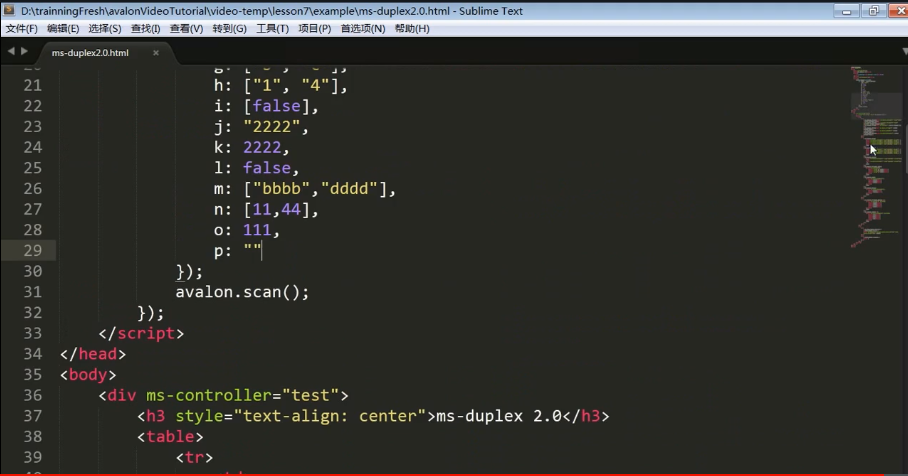 D:\trainningFresh\avalonVideoTutorial\video-temp\lesson7\example\ms-duplex2.0.html - Sublime Text
文件(F) 编辑(E) 选择(S) 查找(I) 查看(V) 转到(G) 工具(T) 项目(P) 首选项(N) 帮助(H)
ms-duplex2.0.html
21 h: ["1", "4"],
22 i: [false],
23 j: "2222",
24 k: 2222,
25 l: false,
26 m: ["bbbb","dddd"],
27 n: [11,44],
28 o: 111,
29 p: ""
30 });
31 avalon.scan();
32 });
33 </script>
34 </head>
35 <body>
36 <div ms-controller="test">
37 <h3 style="text-align: center">ms-duplex 2.0</h3>
38 <table>
39 <tr>